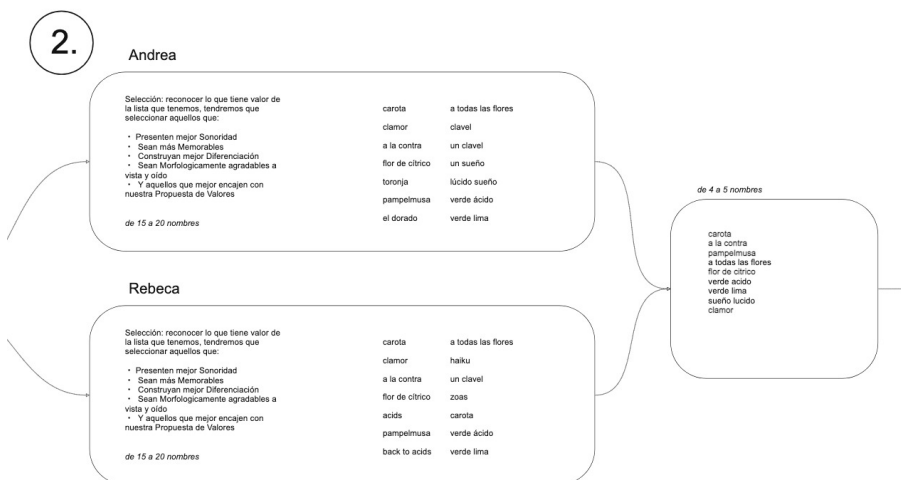 2.
Andrea
Selección: reconocer lo que tiene valor de
la lista que tenemos, tendremos que
seleccionar aquellos que:
• Presenten mejor Sonoridad
• Sean más Memorables
• Construyan mejor Diferenciación
• Sean Morfologicamente agradables a
vista y oído
• Y aquellos que mejor encajen con
nuestra Propuesta de Valores
de 15 a 20 nombres
carota
clamor
a la contra
flor de cítrico
toronja
pampelmusa
el dorado
a todas las flores
clavel
un clavel
un sueño
lúcido sueño
verde ácido
verde lima
Rebeca
Selección: reconocer lo que tiene valor de
la lista que tenemos, tendremos que
seleccionar aquellos que:
• Presenten mejor Sonoridad
• Sean más Memorables
• Construyan mejor Diferenciación
• Sean Morfologicamente agradables a
vista y oído
• Y aquellos que mejor encajen con
nuestra Propuesta de Valores
de 15 a 20 nombres
carota
clamor
a la contra
flor de cítrico
acids
pampelmusa
back to acids
a todas las flores
haiku
un clavel
zoas
carota
verde ácido
verde lima
de 4 a 5 nombres
carota
a la contra
pampelmusa
a todas las flores
flor de citrico
verde acido
verde lima
sueño lucido
clamor